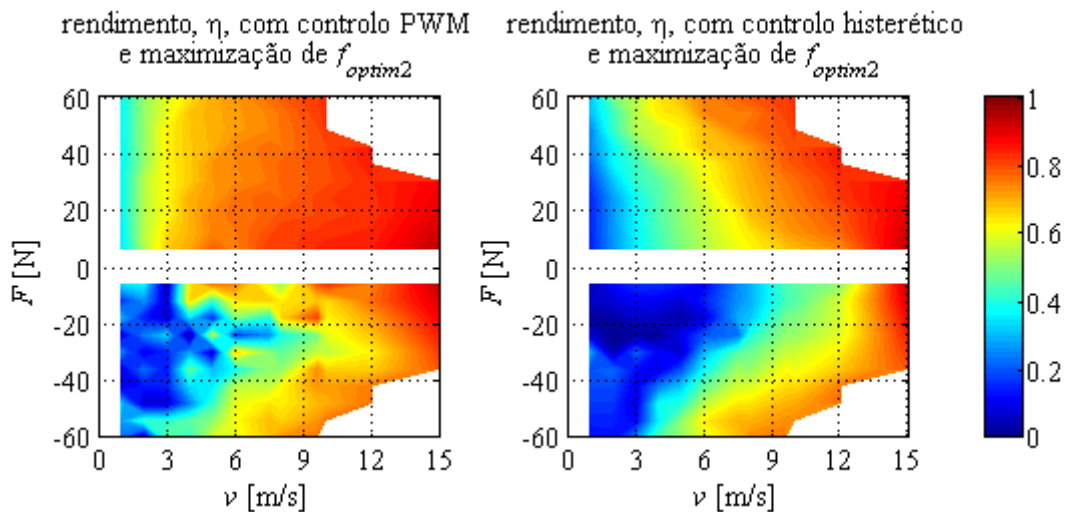 rendimento, η, com controlo PWM
e maximização de f_optim2
rendimento, η, com controlo histerético
e maximização de f_optim2
60
40
20
0
-20
-40
-60
F [N]
0 3 6 9 12 15
v [m/s]
60
40
20
0
-20
-40
-60
F [N]
0 3 6 9 12 15
v [m/s]
1
0.8
0.6
0.4
0.2
0